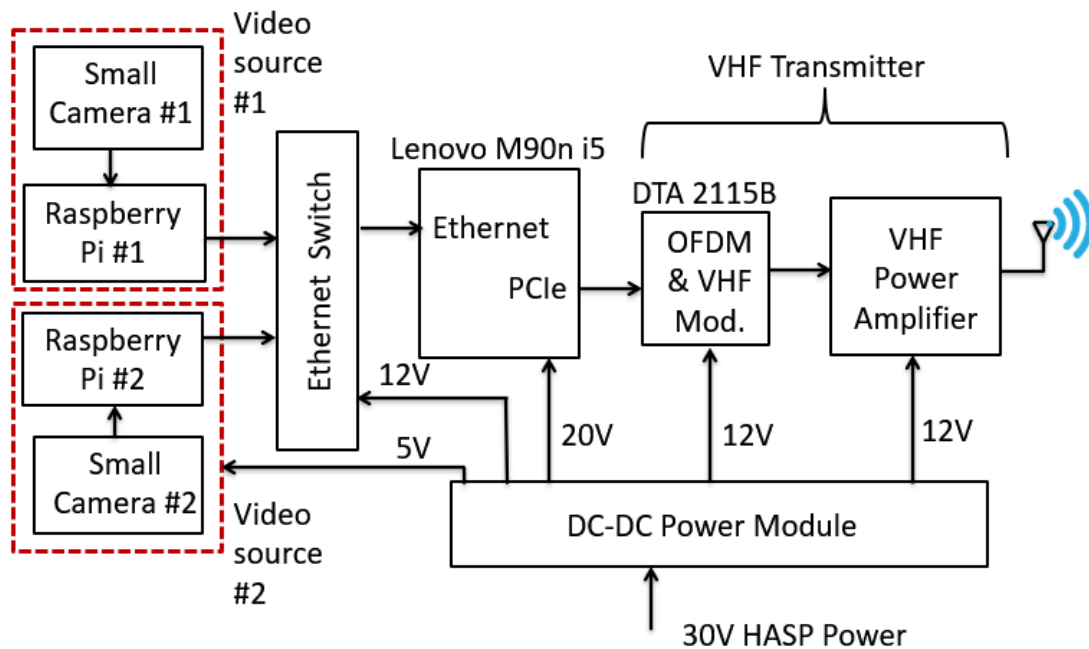 Video
source
#1
Small
Camera #1
Raspberry
Pi #1
Raspberry
Pi #2
Small
Camera #2
Video
source
#2
Ethernet Switch
Lenovo M90n i5
Ethernet
PCIe
VHF Transmitter
DTA 2115B
OFDM
& VHF
Mod.
VHF
Power
Amplifier
12V
5V
20V
12V
12V
DC-DC Power Module
30V HASP Power